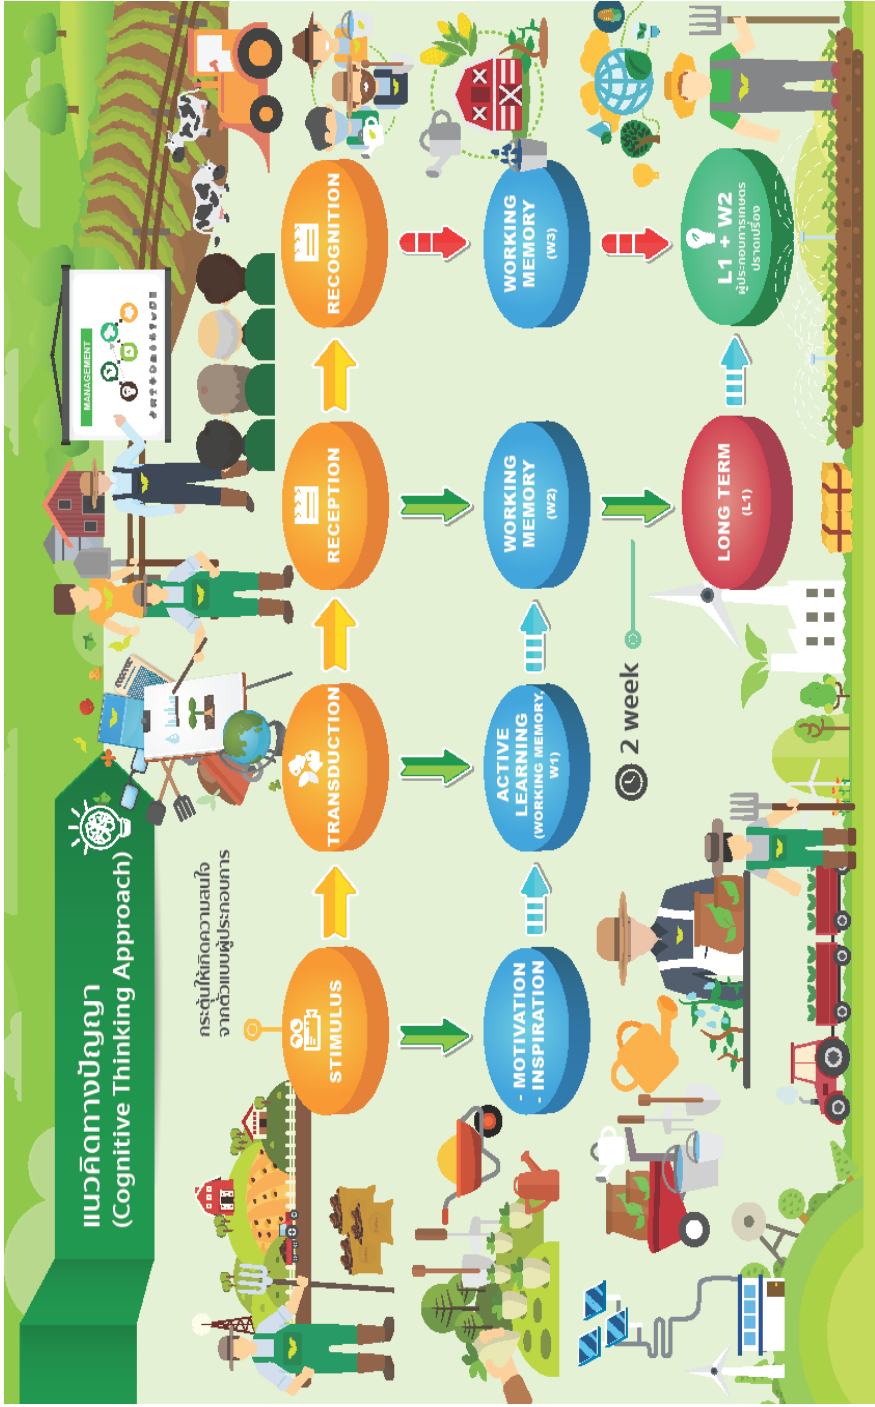 แนวคิดทางปัญญา
(Cognitive Thinking Approach)
กระตุ้นให้เกิดความสนใจ
จากตัวแบบผู้ประกอบการ
MANAGEMENT
STIMULUS
TRANSDUCTION
RECEPTION
RECOGNITION
- MOTIVATION
- INSPIRATION
ACTIVE
LEARNING
(WORKING MEMORY,
W1)
WORKING
MEMORY
(W2)
WORKING
MEMORY
(W3)
2 week
LONG TERM
(L1)
L1 + W2
ผู้ประกอบการเกษตร
ปราดเปรื่อง